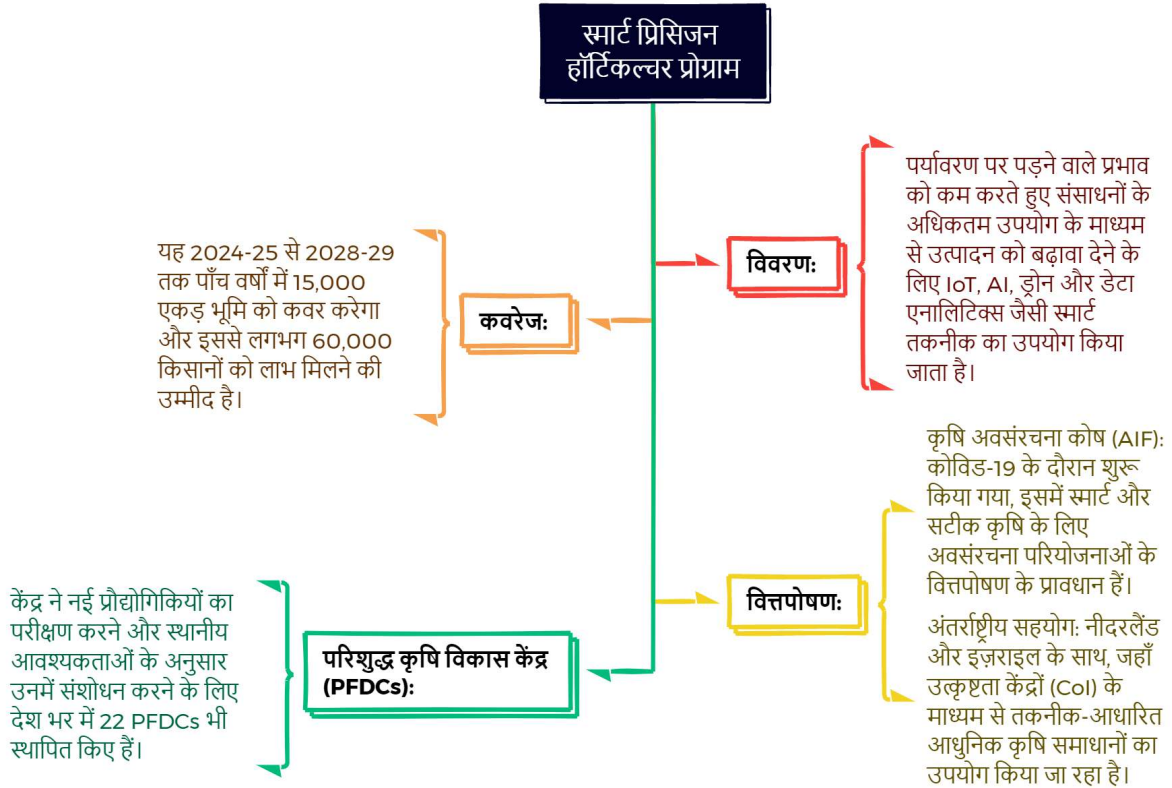 स्मार्ट प्रिसिजन
हॉर्टिकल्चर प्रोग्राम
विवरण:
पर्यावरण पर पड़ने वाले प्रभाव
को कम करते हुए संसाधनों के
अधिकतम उपयोग के माध्यम
से उत्पादन को बढ़ावा देने के
लिए IoT, AI, ड्रोन और डेटा
एनालिटिक्स जैसी स्मार्ट
तकनीक का उपयोग किया
जाता है।
कवरेज:
यह 2024-25 से 2028-29
तक पाँच वर्षों में 15,000
एकड़ भूमि को कवर करेगा
और इससे लगभग 60,000
किसानों को लाभ मिलने की
उम्मीद है।
वित्तपोषण:
कृषि अवसंरचना कोष (AIF):
कोविड-19 के दौरान शुरू
किया गया, इसमें स्मार्ट और
सटीक कृषि के लिए
अवसंरचना परियोजनाओं के
वित्तपोषण के प्रावधान हैं।
अंतर्राष्ट्रीय सहयोग: नीदरलैंड
और इज़राइल के साथ, जहाँ
उत्कृष्टता केंद्रों (CoI) के
माध्यम से तकनीक-आधारित
आधुनिक कृषि समाधानों का
उपयोग किया जा रहा है।
परिशुद्ध कृषि विकास केंद्र
(PFDCs):
केंद्र ने नई प्रौद्योगिकियों का
परीक्षण करने और स्थानीय
आवश्यकताओं के अनुसार
उनमें संशोधन करने के लिए
देश भर में 22 PFDCs भी
स्थापित किए हैं।